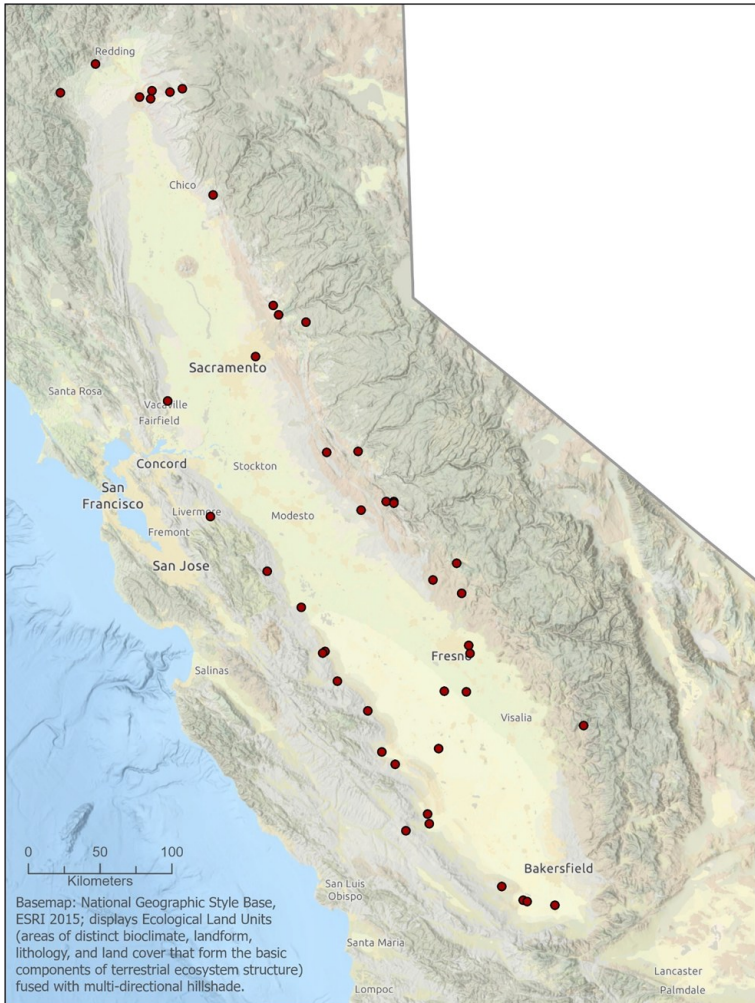 Redding
Chico
Sacramento
Santa Rosa
Vacaville
Fairfield
Concord
Stockton
San
Francisco
Livermore
Modesto
Fremont
San Jose
Salinas
Fresno
Visalia
Bakersfield
San Luis
Obispo
Santa Maria
Lompoc
Lancaster
Palmdale
0 50 100
Kilometers
Basemap: National Geographic Style Base,
ESRI 2015; displays Ecological Land Units
(areas of distinct bioclimate, landform,
lithology, and land cover that form the basic
components of terrestrial ecosystem structure)
fused with multi-directional hillshade.